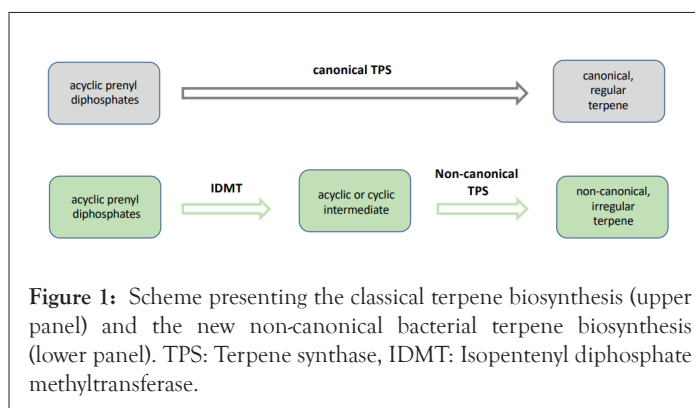 canonical TPS
acyclic prenyl
diphosphates
canonical,
regular
terpene
IDMT
Non-canonical
TPS
acyclic prenyl
diphosphates
acyclic or cyclic
intermediate
non-canonical,
irregular
terpene
Figure 1: Scheme presenting the classical terpene biosynthesis (upper
panel) and the new non-canonical bacterial terpene biosynthesis
(lower panel). TPS: Terpene synthase, IDMT: Isopentenyl diphosphate
methyltransferase.